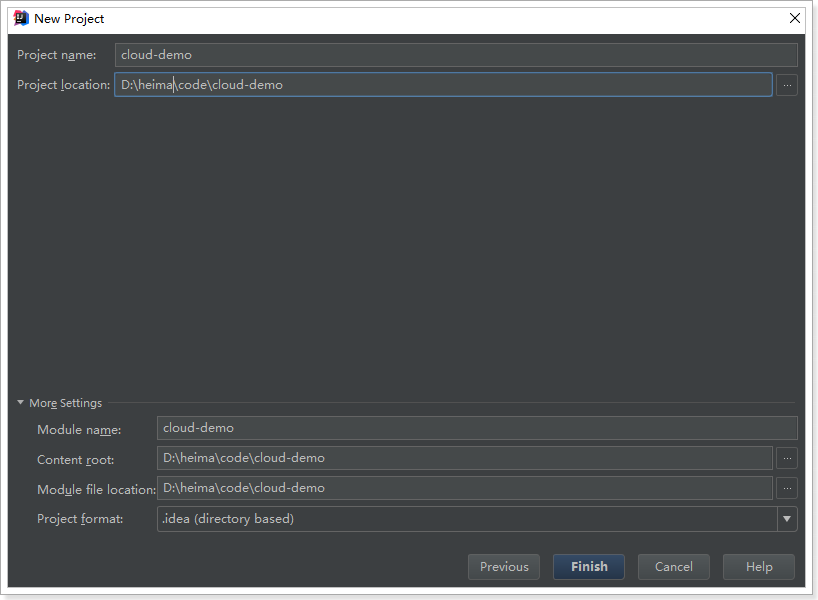 New Project
Project name: cloud-demo
Project location: D:\heima\code\cloud-demo ...
More Settings
Module name: cloud-demo
Content root: D:\heima\code\cloud-demo ...
Module file location: D:\heima\code\cloud-demo ...
Project format: .idea (directory based)
Previous Finish Cancel Help